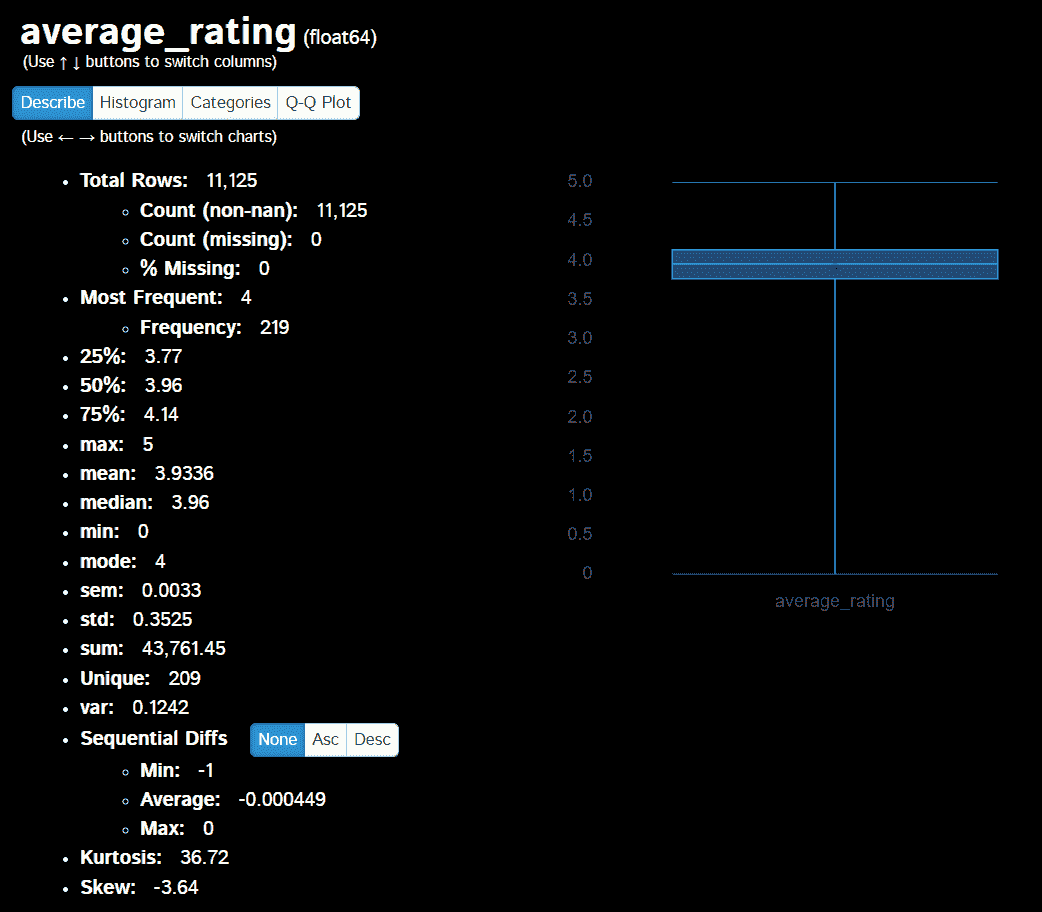 average_rating (float64)
(Use ↑ ↓ buttons to switch columns)
Describe Histogram Categories Q-Q Plot
(Use ← → buttons to switch charts)
Total Rows: 11,125
Count (non-nan): 11,125
Count (missing): 0
% Missing: 0
Most Frequent: 4
Frequency: 219
25%: 3.77
50%: 3.96
75%: 4.14
max: 5
mean: 3.9336
median: 3.96
min: 0
mode: 4
sem: 0.0033
std: 0.3525
sum: 43,761.45
Unique: 209
var: 0.1242
Sequential Diffs None Asc Desc
Min: -1
Average: -0.000449
Max: 0
Kurtosis: 36.72
Skew: -3.64
5.0
4.5
4.0
3.5
3.0
2.5
2.0
1.5
1.0
0.5
0
average_rating